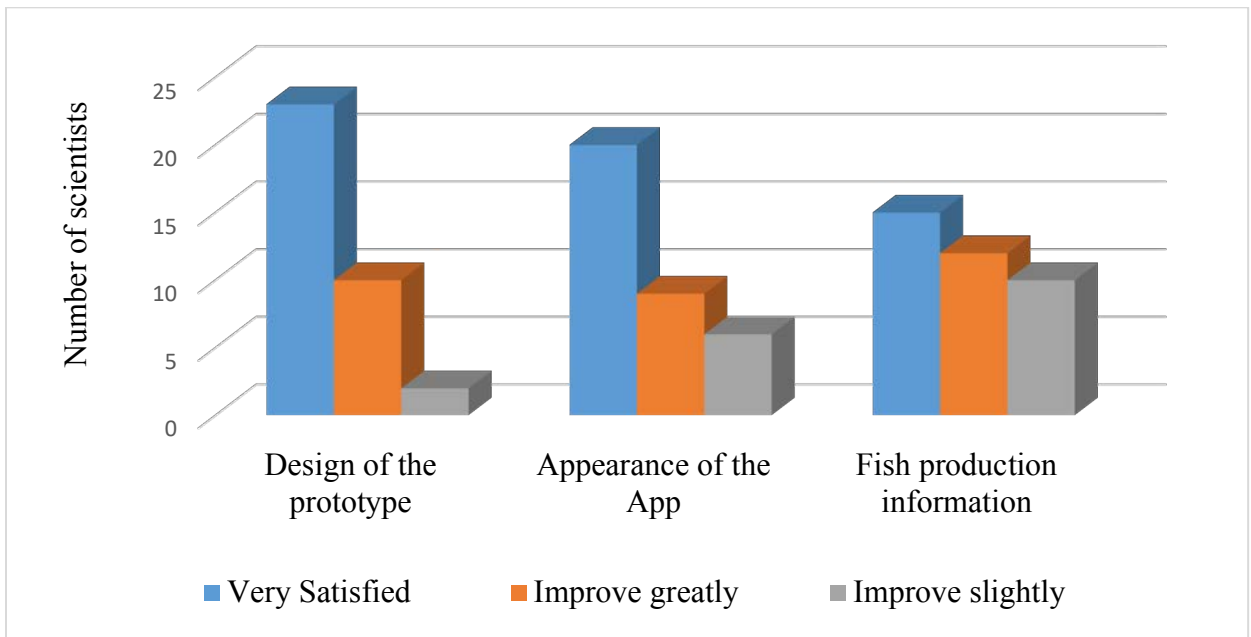 Number of scientists
25
20
15
10
5
0
Design of the
prototype
Appearance of the
App
Fish production
information
Very Satisfied
Improve greatly
Improve slightly